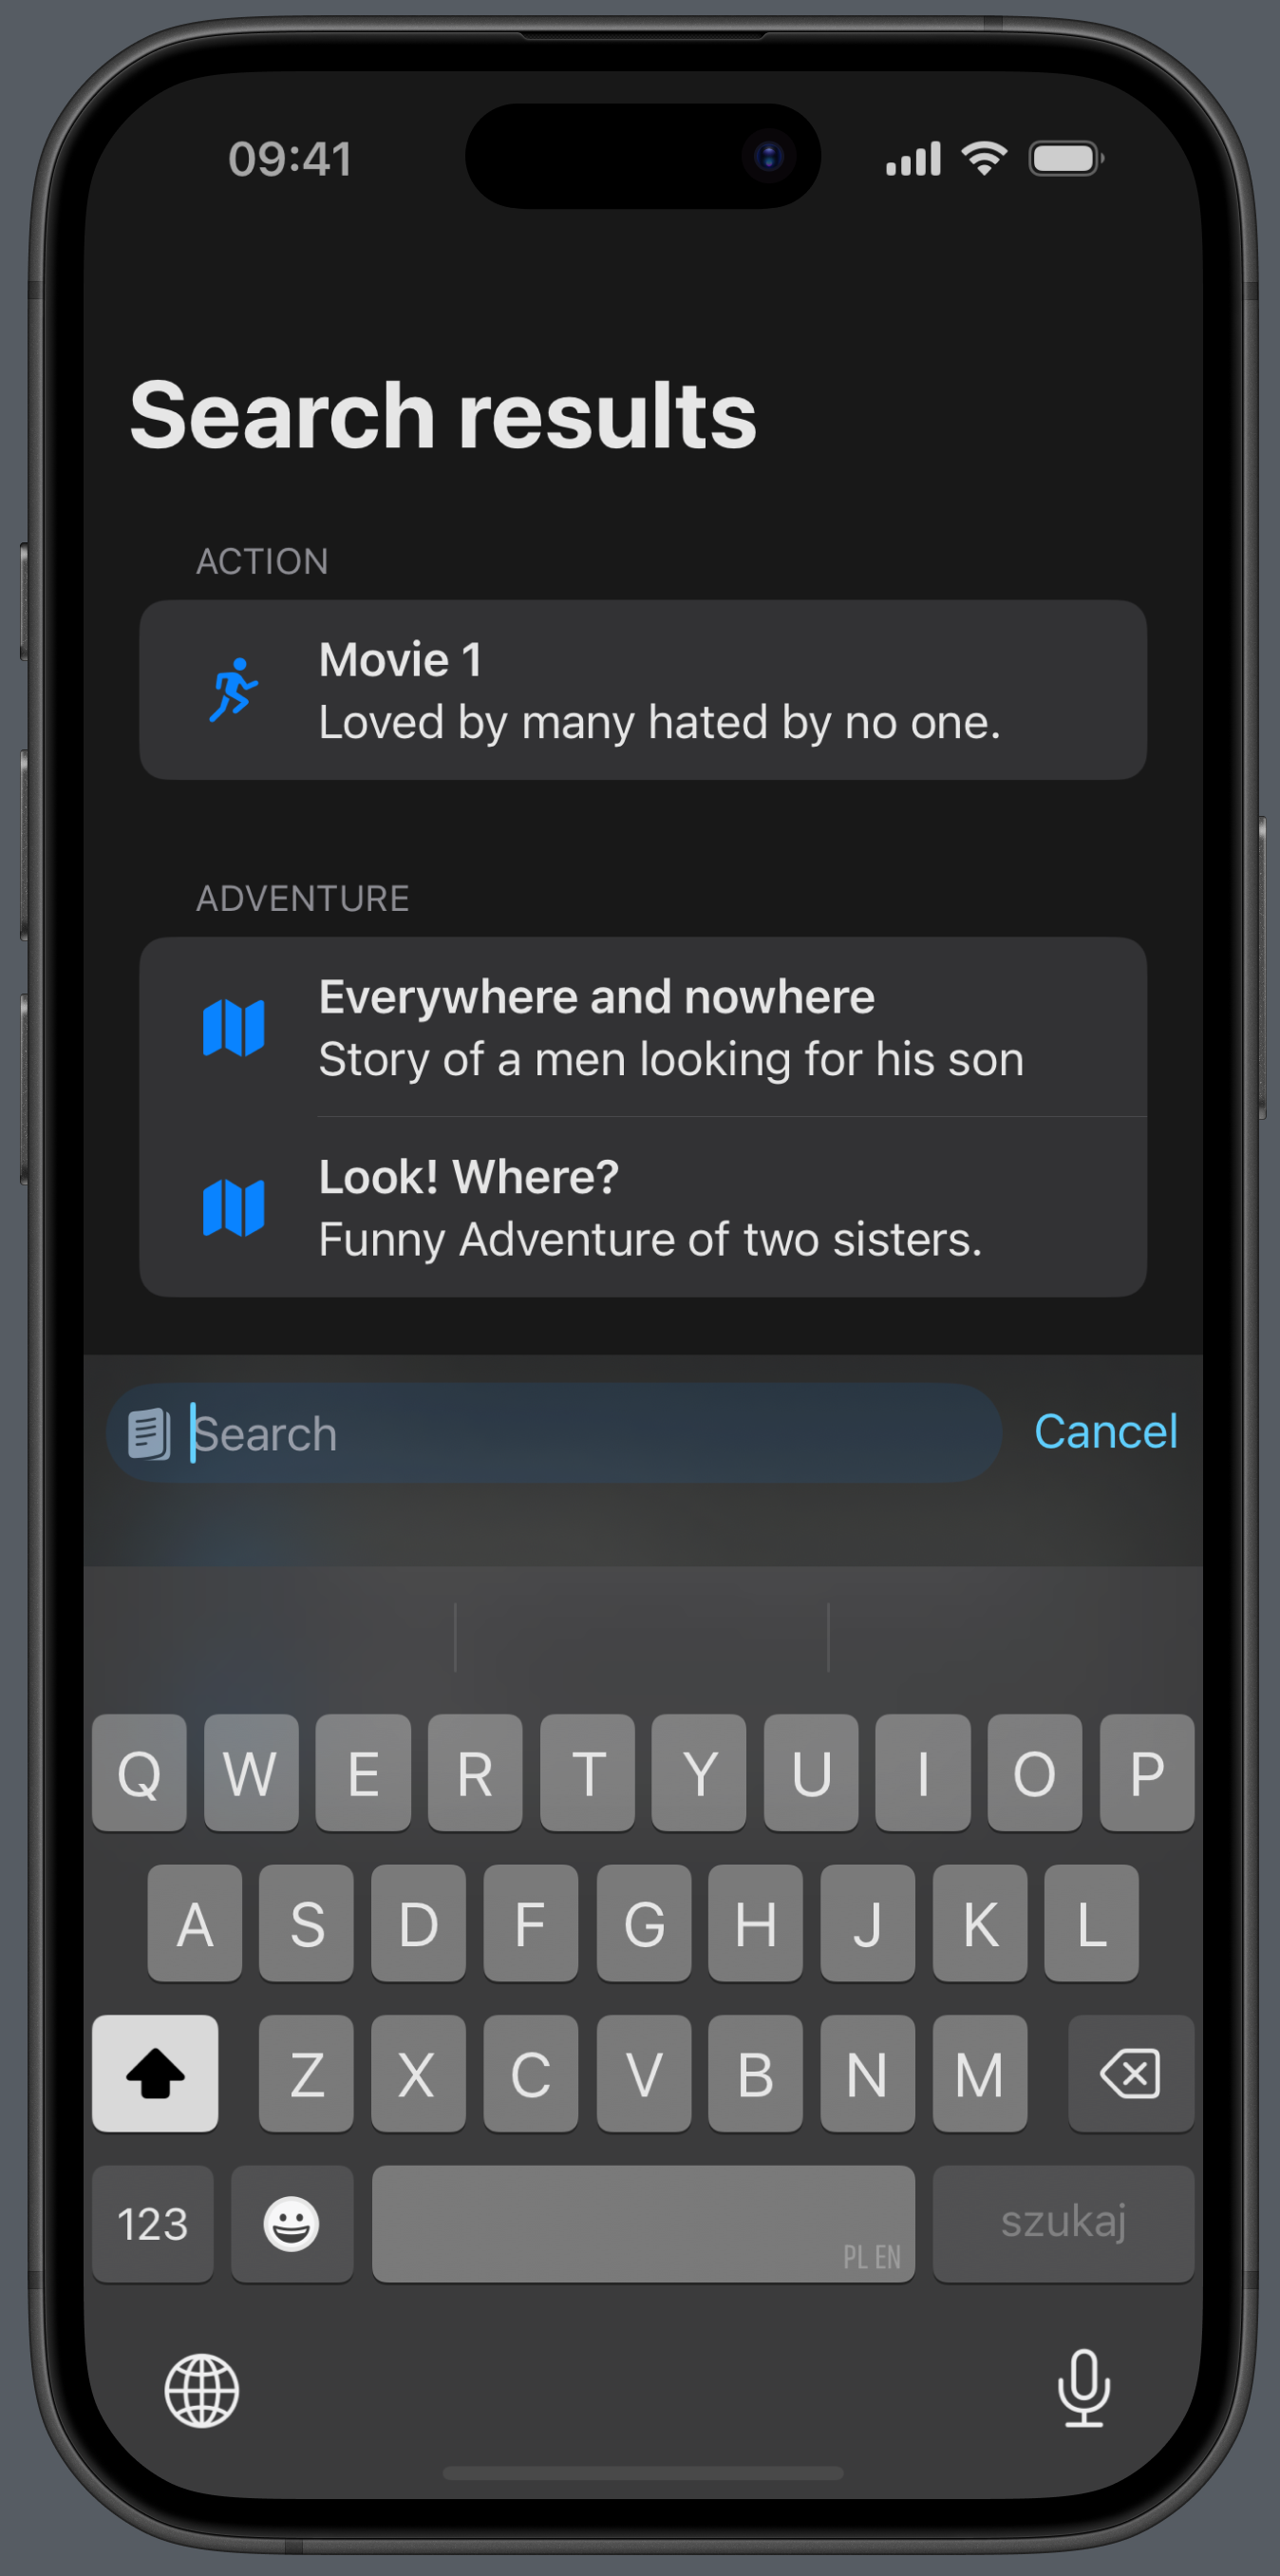 09:41
Search results
ACTION
Movie 1
Loved by many hated by no one.
ADVENTURE
Everywhere and nowhere
Story of a men looking for his son
Look! Where?
Funny Adventure of two sisters.
Search Cancel
Q W E R T Y U I O P
A S D F G H J K L
Z X C V B N M
123 PL EN szukaj